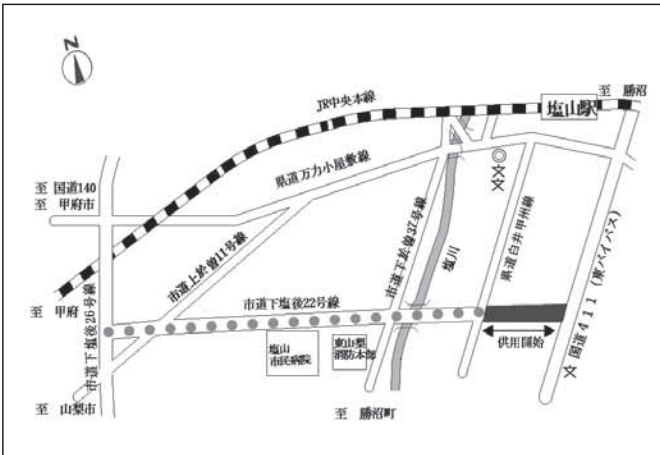 Z
至 勝沼
JR中央本線
塩山駅
至 国道140
至 甲府市
県道万力小屋敷線
市道上於曽11号線
市道下於曽37号線
塩川
県道白井甲州線
国道411 (東バイパス)
至 甲府
市道下塩後26号線
市道下塩後22号線
塩山
市民病院
東山梨
消防本部
供用開始
至 山梨市
至 勝沼町